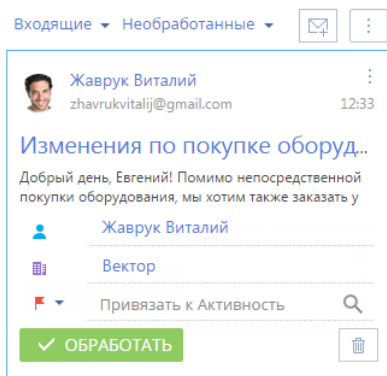 Входящие Необработанные
Жаврук Виталий
zhavrukvitalij@gmail.com 12:33
Изменения по покупке оборуд...
Добрый день, Евгений! Помимо непосредственной
покупки оборудования, мы хотим также заказать у
Жаврук Виталий
Вектор
Привязать к Активность
ОБРАБОТАТЬ